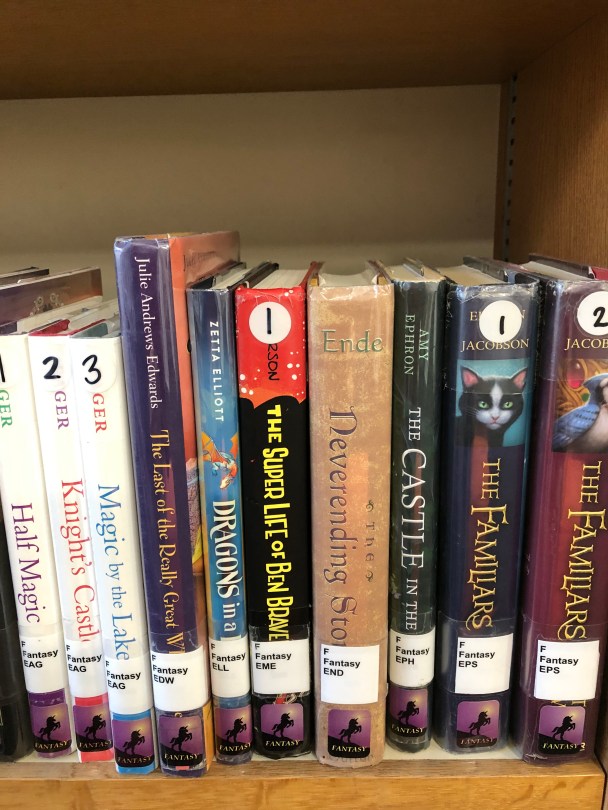 1
GER
Half Magic
F
Fantasy
EAG
FANTASY
2
GER
Knight's Castl
F
Fantasy
EAG
FANTASY
3
GER
Magic by the Lake
F
Fantasy
EAG
FANTASY
Julie Andrews Edwards
The Last of the Really Great W
F
Fantasy
EDW
FANTASY
ZETTA ELLIOTT
DRAGONS in a
F
Fantasy
ELL
FANTASY
1
RSON
THE SUPER LIFE OF BEN BRAVE
F
Fantasy
EME
FANTASY
Ende
The
Neverending Sto
F
Fantasy
END
FANTASY
AMY
EPHRON
THE CASTLE IN THE
F
Fantasy
EPH
FANTASY
1
JACOBSON
THE FAMILIARS
F
Fantasy
EPS
FANTASY
2
JACOB
THE FAMILIARS
F
Fantasy
EPS
FANTASY